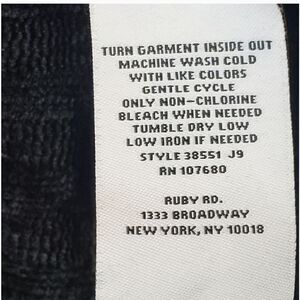 TURN GARMENT INSIDE OUT
MACHINE WASH COLD
WITH LIKE COLORS
GENTLE CYCLE
ONLY NON-CHLORINE
BLEACH WHEN NEEDED
TUMBLE DRY LOW
LOW IRON IF NEEDED
STYLE 38551 J9
RN 107680
RUBY RD.
1333 BROADWAY
NEW YORK, NY 10018